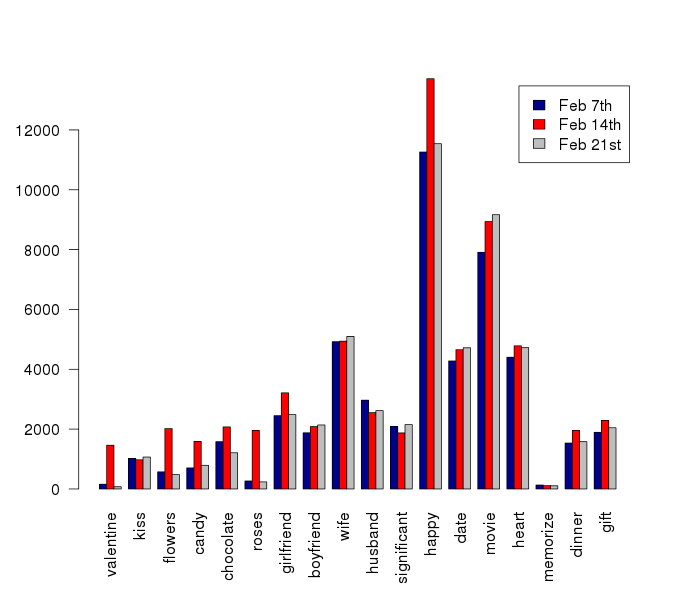 Feb 7th
Feb 14th
Feb 21st
12000
10000
8000
6000
4000
2000
0
valentine
kiss
flowers
candy
chocolate
roses
girlfriend
boyfriend
wife
husband
significant
happy
date
movie
heart
memorize
dinner
gift